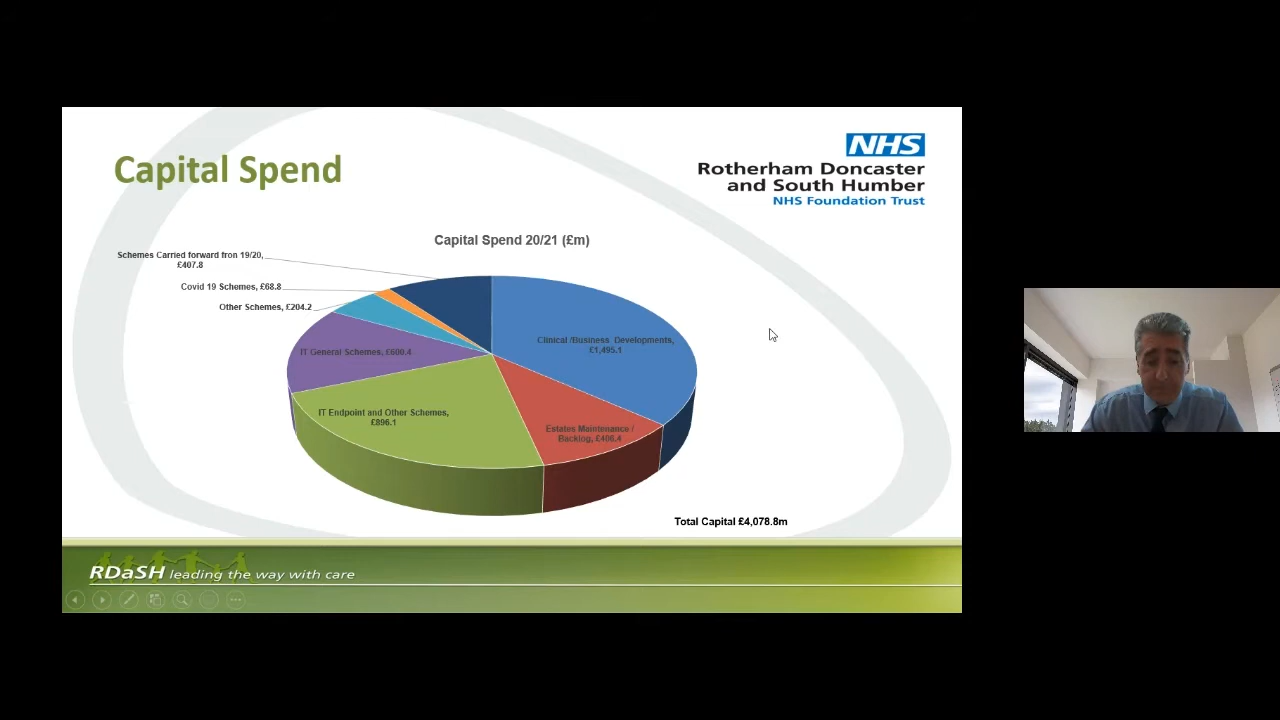 Capital Spend
NHS
Rotherham Doncaster
and South Humber
NHS Foundation Trust
Capital Spend 20/21 (£m)
Schemes Carried forward fron 19/20,
£407.8
Covid 19 Schemes, £68.8
Other Schemes, £204.2
IT General Schemes, £600.4
Clinical /Business Developments,
£1,495.1
IT Endpoint and Other Schemes,
£896.1
Estates Maintenance /
Backlog, £406.4
Total Capital £4,078.8m
RDaSH leading the way with care